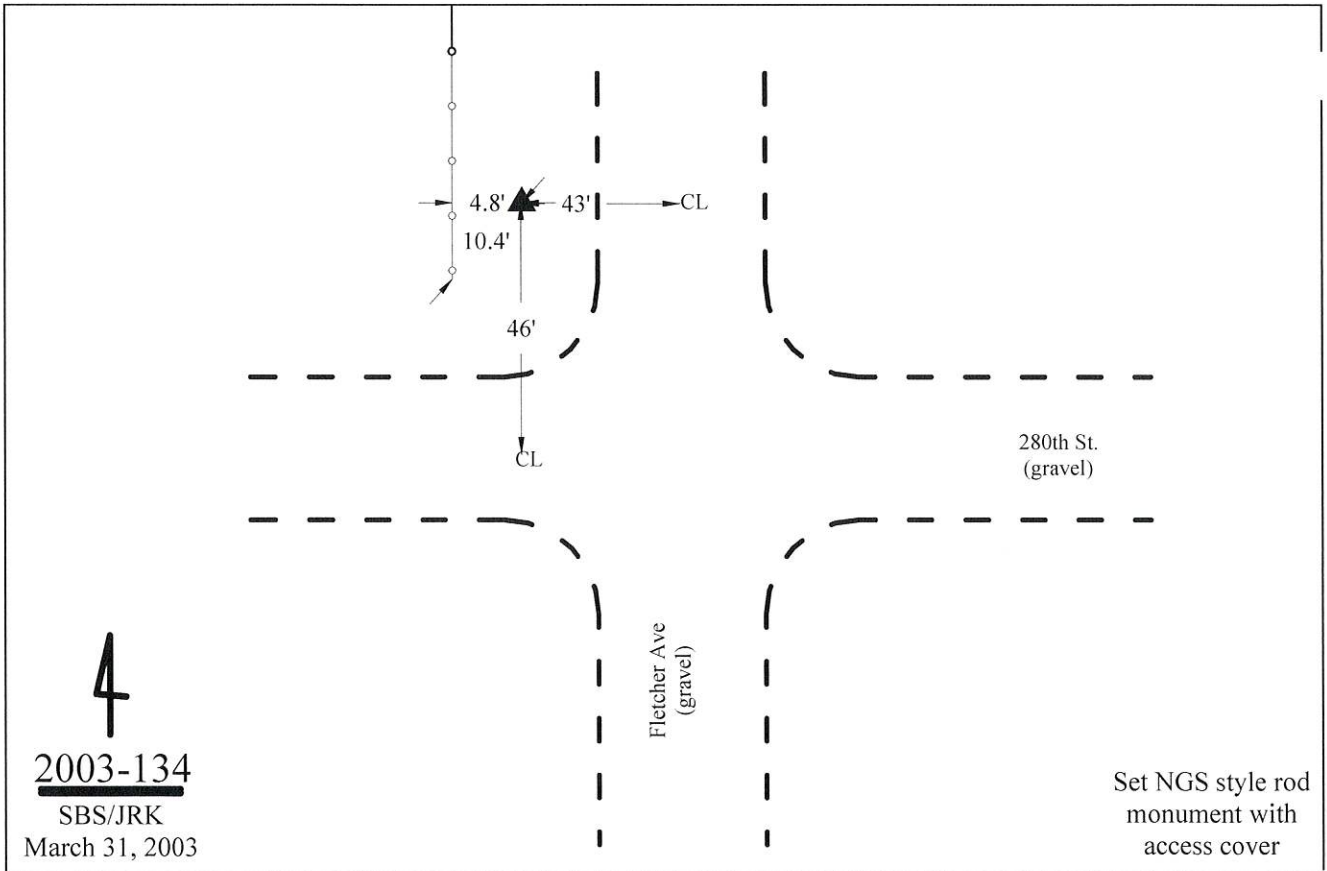 4.8'
43'
CL
10.4'
46'
CL
280th St.
(gravel)
Fletcher Ave
(gravel)
2003-134
SBS/JRK
March 31, 2003
Set NGS style rod
monument with
access cover